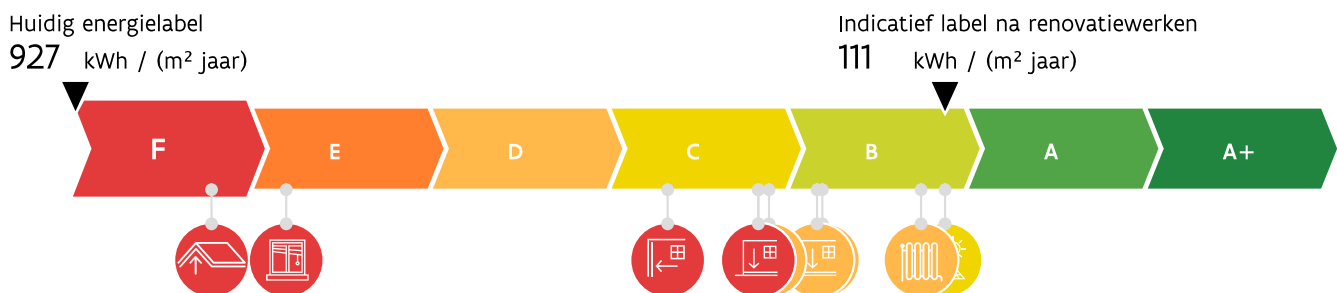 Huidig energielabel
927 kWh / (m² jaar)
Indicatief label na renovatiewerken
111 kWh / (m² jaar)
F E D C B A A+